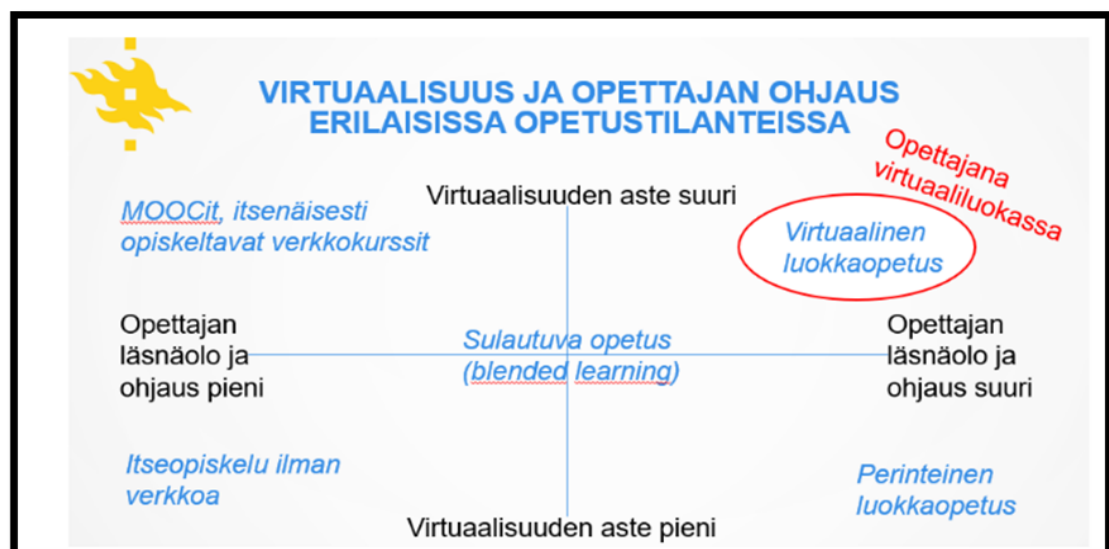 VIRTUAALISUUS JA OPETTAJAN OHJAUS
ERILAISISSA OPETUSTILANTEISSA
Opettajana
virtuaaliluokassa
Virtuaalisuuden aste suuri
MOOCit, itsenäisesti
opiskeltavat verkkokurssit
Virtuaalinen
luokkaopetus
Opettajan
läsnäolo ja
ohjaus pieni
Sulautuva opetus
(blended learning)
Opettajan
läsnäolo ja
ohjaus suuri
Itseopiskelu ilman
verkkoa
Perinteinen
luokkaopetus
Virtuaalisuuden aste pieni